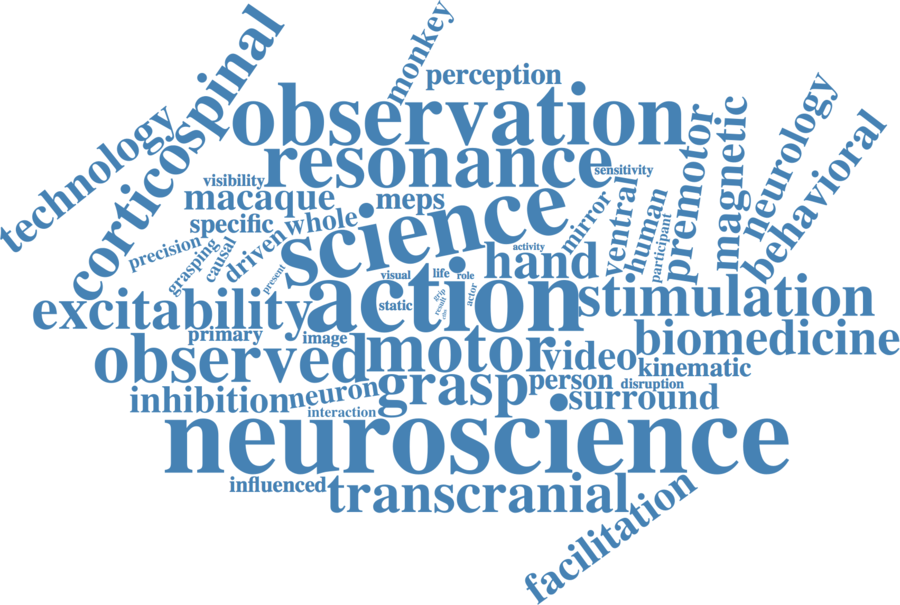 monkey
perception
corticospinal
observation
technology
resonance
sensitivity
premotor
magnetic
neurology
behavioral
visibility
macaque
meps
science
mirror
ventral
human
participant
specific
whole
precision
grasping
causal
driven
present
activity
hand
visual
life
role
action
static
grip
result
actor
stimulation
excitability
primary
image
biomedicine
observed
motor
video
kinematic
inhibition
neuron
grasp
person
disruption
surround
interaction
neuroscience
influenced
transcranial
facilitation